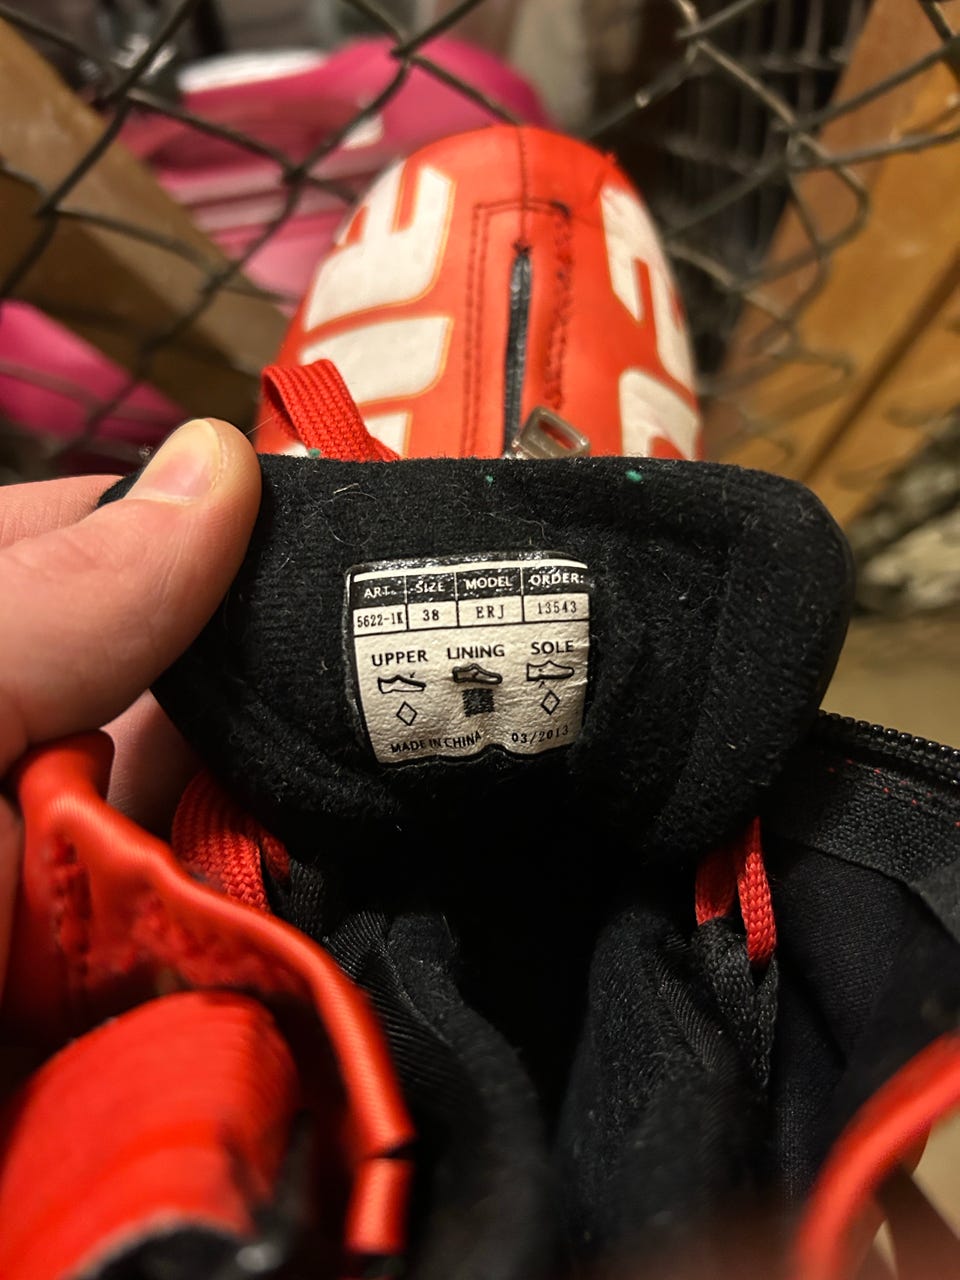 ART. SIZE MODEL ORDER:
5622-1K 38 ERJ 13543
UPPER LINING SOLE
MADE IN CHINA 03/2013